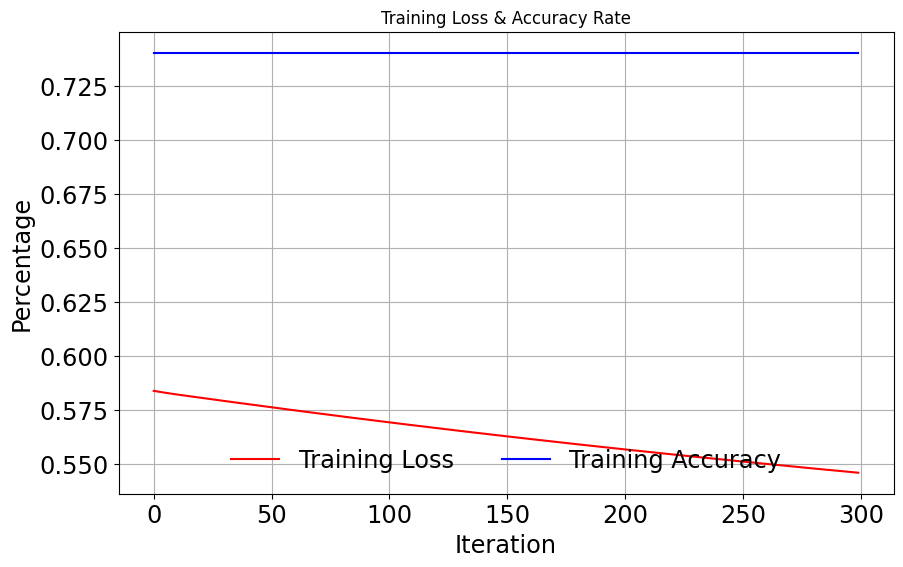 Training Loss & Accuracy Rate
Percentage
0.725
0.700
0.675
0.650
0.625
0.600
0.575
0.550
Training Loss
Training Accuracy
0 50 100 150 200 250 300
Iteration